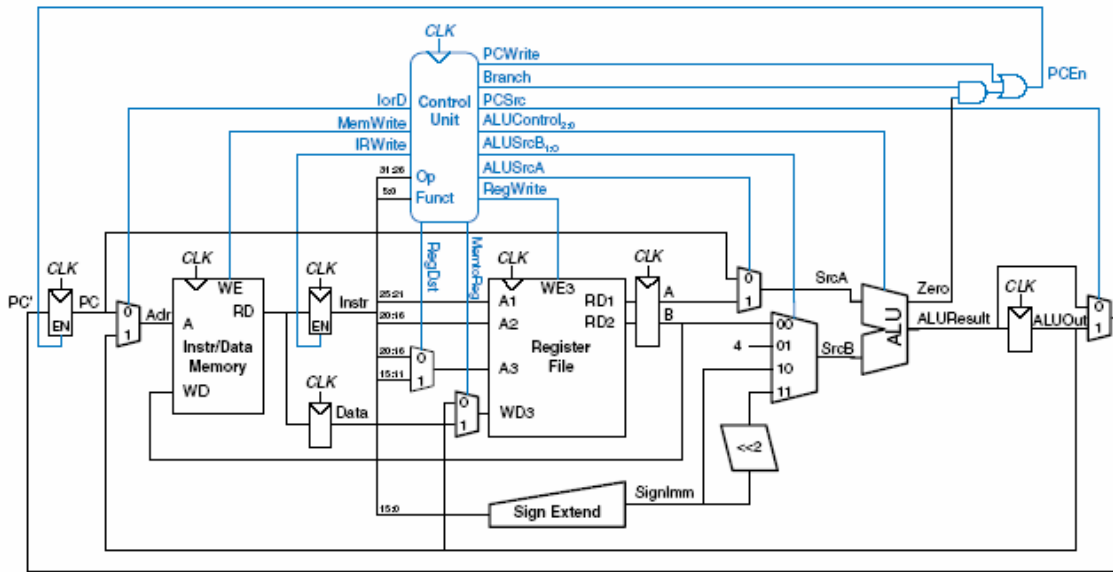 CLK
PCWrite
Branch
PCEn
IorD
Control
Unit
PCSrc
MemWrite
ALUControl2:0
IRWrite
ALUSrcB1:0
31:26
Op
ALUSrcA
5:0
Funct
RegWrite
RegDst
MemtoReg
CLK
CLK
CLK
CLK
CLK
PC'
PC
EN
0
1
Adr
WE
A
RD
Instr/Data
Memory
WD
Instr
EN
CLK
Data
25:21
20:16
20:16
15:11
0
1
0
1
A1
A2
A3
WD3
WE3
RD1
RD2
Register
File
A
B
0
1
SrcA
4
00
01
10
11
SrcB
ALU
Zero
ALUResult
CLK
ALUOut
0
1
<<2
15:0
Sign Extend
SignImm